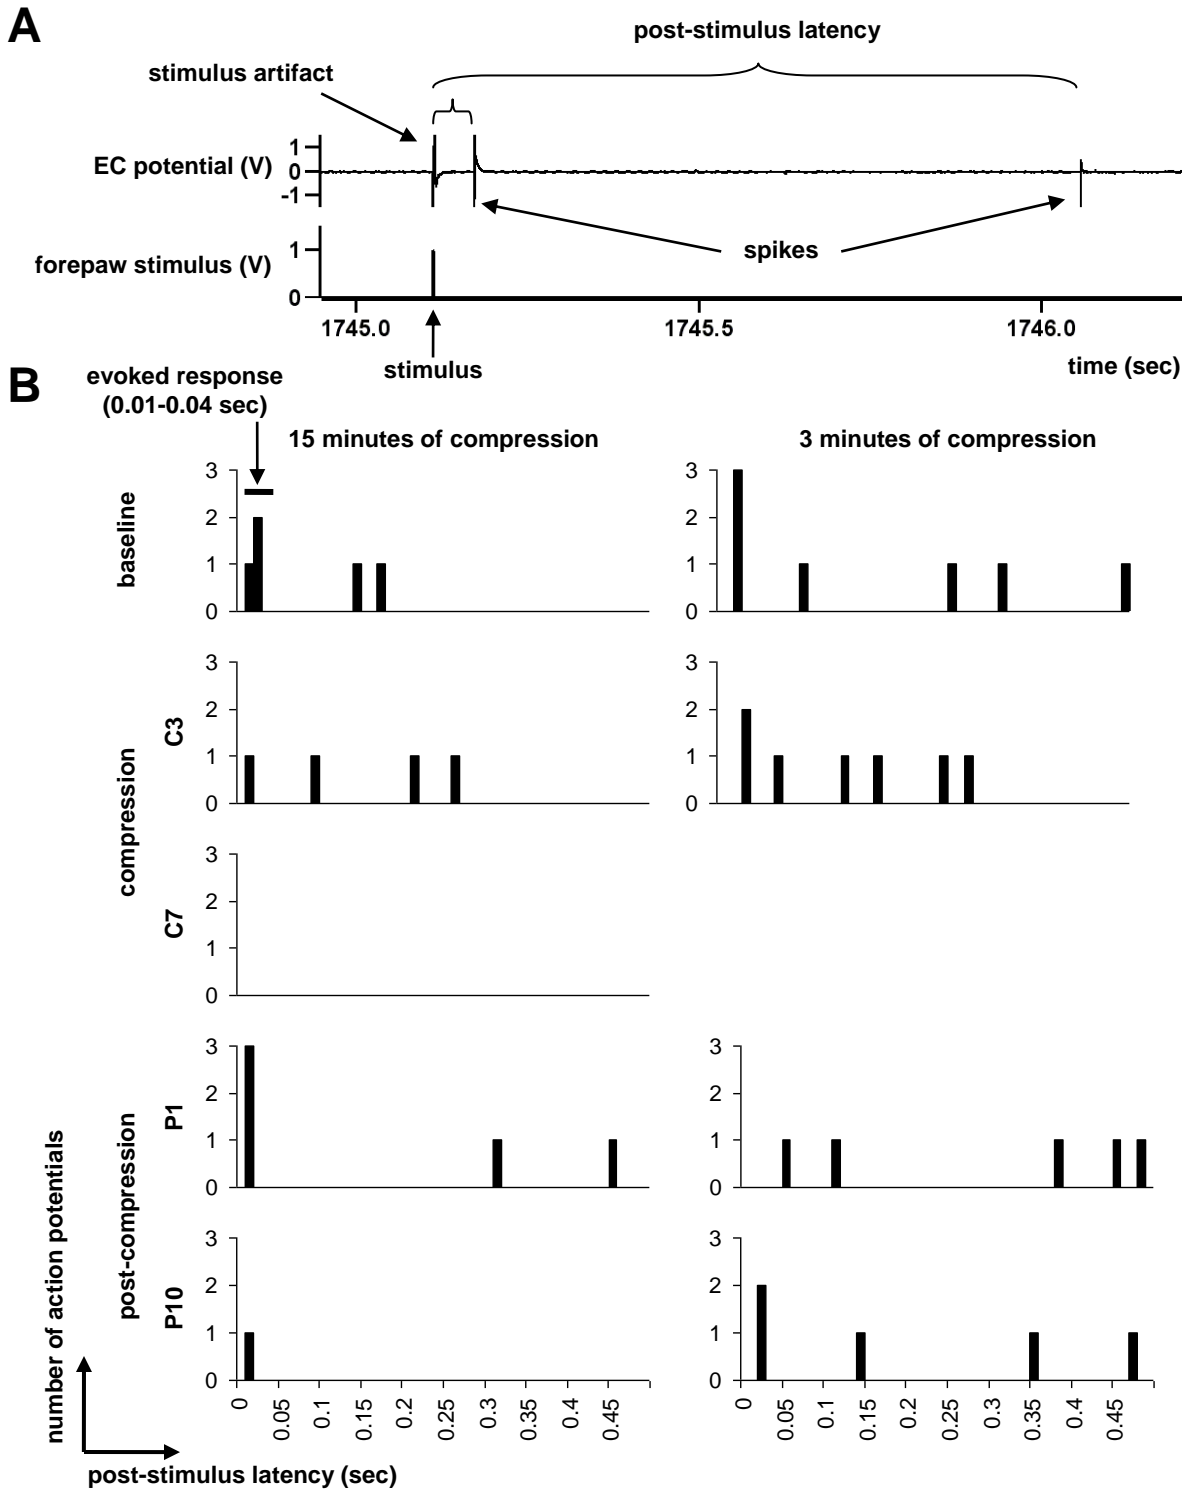 A
post-stimulus latency
stimulus artifact
EC potential (V)
1
0
-1
spikes
forepaw stimulus (V)
1
0
1745.0 1745.5 1746.0
stimulus
time (sec)
B
evoked response
(0.01-0.04 sec)
15 minutes of compression 3 minutes of compression
baseline
3 3
2 2
1 1
0 0
compression
C3
3 3
2 2
1 1
0 0
C7
3
2
1
0
post-compression
P1
3 3
2 2
1 1
0 0
P10
3 3
2 2
1 1
0 0
0 0.05 0.1 0.15 0.2 0.25 0.3 0.35 0.4 0.45 0 0.05 0.1 0.15 0.2 0.25 0.3 0.35 0.4 0.45
number of action potentials
post-stimulus latency (sec)